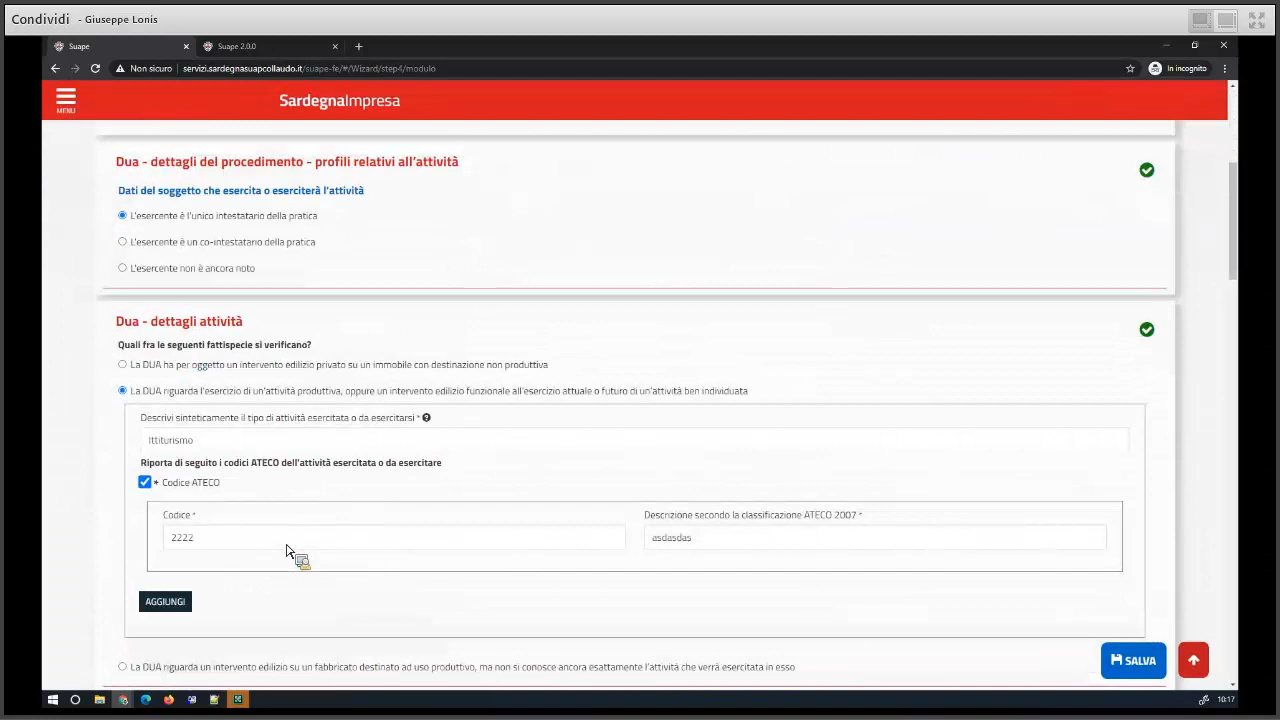 Condividi - Giuseppe Lonis
Suape
Suape 2.0.0
Non sicuro servizi.sardegnasuapcollaudo.it/suape-fe/#/Wizard/step4/modulo
In incognito
MENU
SardegnaImpresa
Dua - dettagli del procedimento - profili relativi all'attività
Dati del soggetto che esercita o eserciterà l'attività
L'esercente è l'unico intestatario della pratica
L'esercente è un co-intestatario della pratica
L'esercente non è ancora noto
Dua - dettagli attività
Quali fra le seguenti fattispecie si verificano?
La DUA ha per oggetto un intervento edilizio privato su un immobile con destinazione non produttiva
La DUA riguarda l'esercizio di un'attività produttiva, oppure un intervento edilizio funzionale all'esercizio attuale o futuro di un'attività ben individuata
Descrivi sinteticamente il tipo di attività esercitata o da esercitarsi *
Ittiturismo
Riporta di seguito i codici ATECO dell'attività esercitata o da esercitare
* Codice ATECO
Codice * Descrizione secondo la classificazione ATECO 2007 *
2222 asdasdas
AGGIUNGI
La DUA riguarda un intervento edilizio su un fabbricato destinato ad uso produttivo, ma non si conosce ancora esattamente l'attività che verrà esercitata in esso
SALVA
10:17